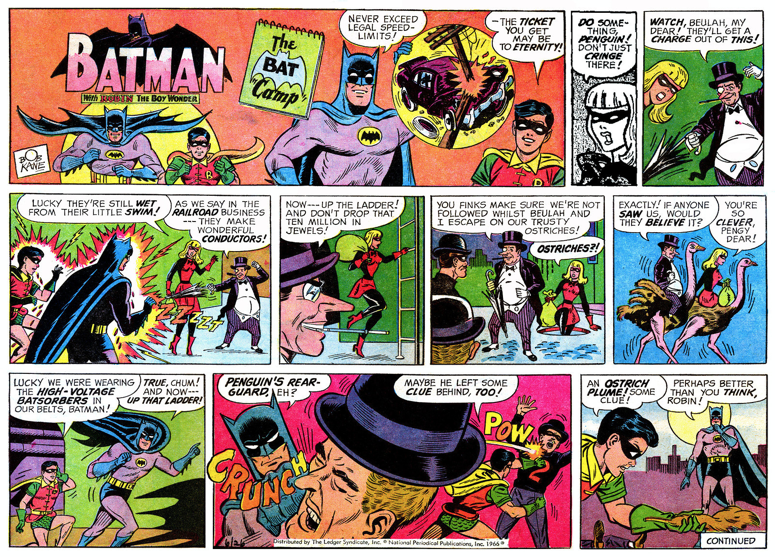 BATMAN
With ROBIN THE BOY WONDER
BOB
KANE
The
BAT
Camp
NEVER EXCEED
LEGAL SPEED-
LIMITS!
-THE TICKET
YOU GET
MAY BE
TO ETERNITY!
DO SOME-
THING,
PENGUIN!
DON'T JUST
CRINGE
THERE!
WATCH, BEULAH, MY
DEAR! THEY'LL GET A
CHARGE OUT OF THIS!
LUCKY THEY'RE STILL WET
FROM THEIR LITTLE SWIM!
AS WE SAY IN THE
RAILROAD BUSINESS
--- THEY MAKE
WONDERFUL
CONDUCTORS!
ZZZZZT
NOW---UP THE LADDER!
AND DON'T DROP THAT
TEN MILLION IN
JEWELS!
YOU FINKS MAKE SURE WE'RE NOT
FOLLOWED WHILST BEULAH AND
I ESCAPE ON OUR TRUSTY
OSTRICHES!
OSTRICHES?!
EXACTLY! IF ANYONE
SAW US, WOULD
THEY BELIEVE IT?
YOU'RE
SO
CLEVER,
PENGY
DEAR!
LUCKY WE WERE WEARING
THE HIGH-VOLTAGE
BATSORBERS IN
OUR BELTS, BATMAN!
TRUE, CHUM!
AND NOW--
UP THAT LADDER!
PENGUIN'S REAR-
GUARD, EH?
MAYBE HE LEFT SOME
CLUE BEHIND, TOO!
CRUNCH
POW
2
6/26
Distributed by The Ledger Syndicate, Inc. ® National Periodical Publications, Inc. 1966®
AN OSTRICH
PLUME! SOME
CLUE!
PERHAPS BETTER
THAN YOU THINK,
ROBIN!
CONTINUED